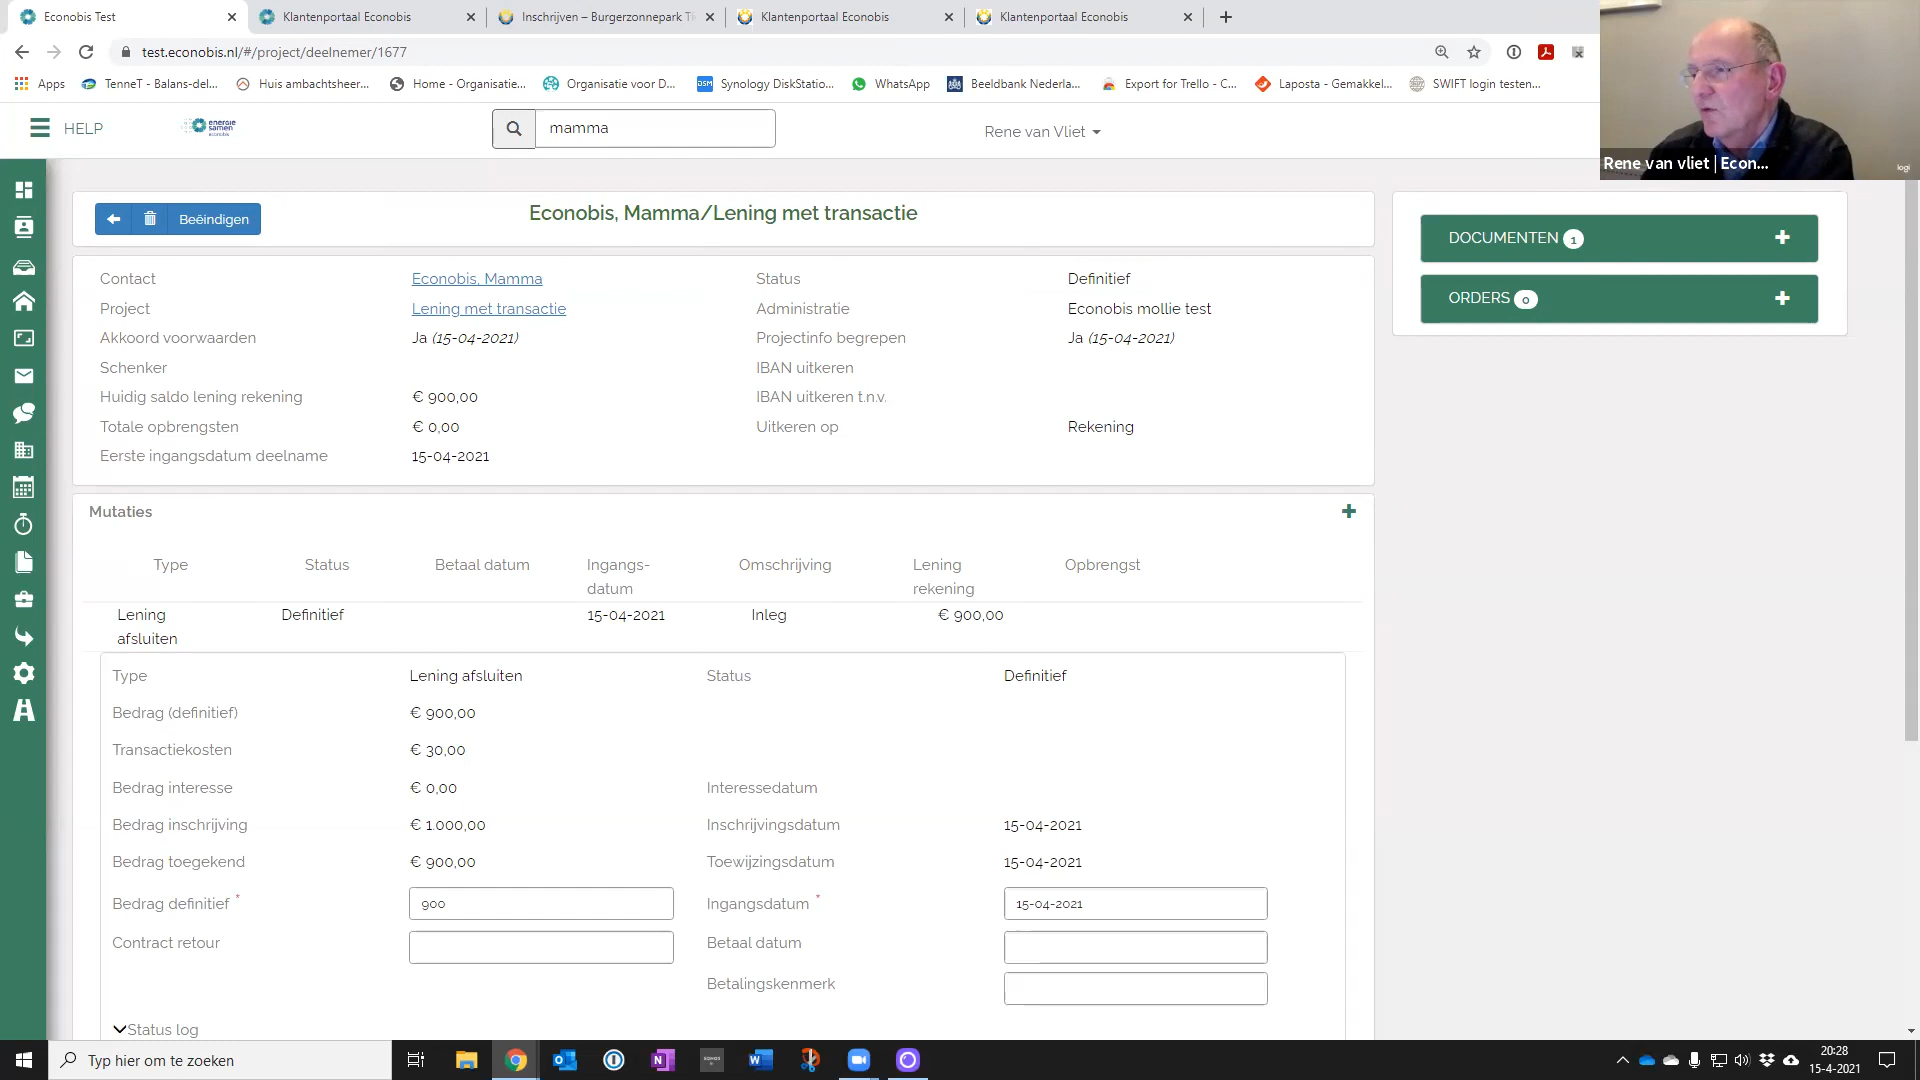 Econobis Test
Klantenportaal Econobis
Inschrijven – Burgerzonnepark Ti
Klantenportaal Econobis
Klantenportaal Econobis
test.econobis.nl/#/project/deelnemer/1677
Apps
TenneT - Balans-del...
Huis ambachtsheer...
Home - Organisatie...
Organisatie voor D...
DSM
Synology DiskStatio...
WhatsApp
Beeldbank Nederla...
Export for Trello - C...
Laposta - Gemakkel...
SWIFT login testen...
HELP
energie samen econobis
mamma
Rene van Vliet
Rene van vliet | Econ...
logi
Beëindigen
Econobis, Mamma/Lening met transactie
DOCUMENTEN 1
ORDERS 0
Contact Econobis, Mamma Status Definitief
Project Lening met transactie Administratie Econobis mollie test
Akkoord voorwaarden Ja (15-04-2021) Projectinfo begrepen Ja (15-04-2021)
Schenker IBAN uitkeren
Huidig saldo lening rekening € 900,00 IBAN uitkeren t.n.v.
Totale opbrengsten € 0,00 Uitkeren op Rekening
Eerste ingangsdatum deelname 15-04-2021
Mutaties
Type Status Betaal datum Ingangs-datum Omschrijving Lening rekening Opbrengst
Lening afsluiten Definitief 15-04-2021 Inleg € 900,00
Type Lening afsluiten Status Definitief
Bedrag (definitief) € 900,00
Transactiekosten € 30,00
Bedrag interesse € 0,00 Interessedatum
Bedrag inschrijving € 1.000,00 Inschrijvingsdatum 15-04-2021
Bedrag toegekend € 900,00 Toewijzingsdatum 15-04-2021
Bedrag definitief * 900 Ingangsdatum * 15-04-2021
Contract retour Betaal datum
Betalingskenmerk
Status log
Typ hier om te zoeken
SONOS
20:28
15-4-2021